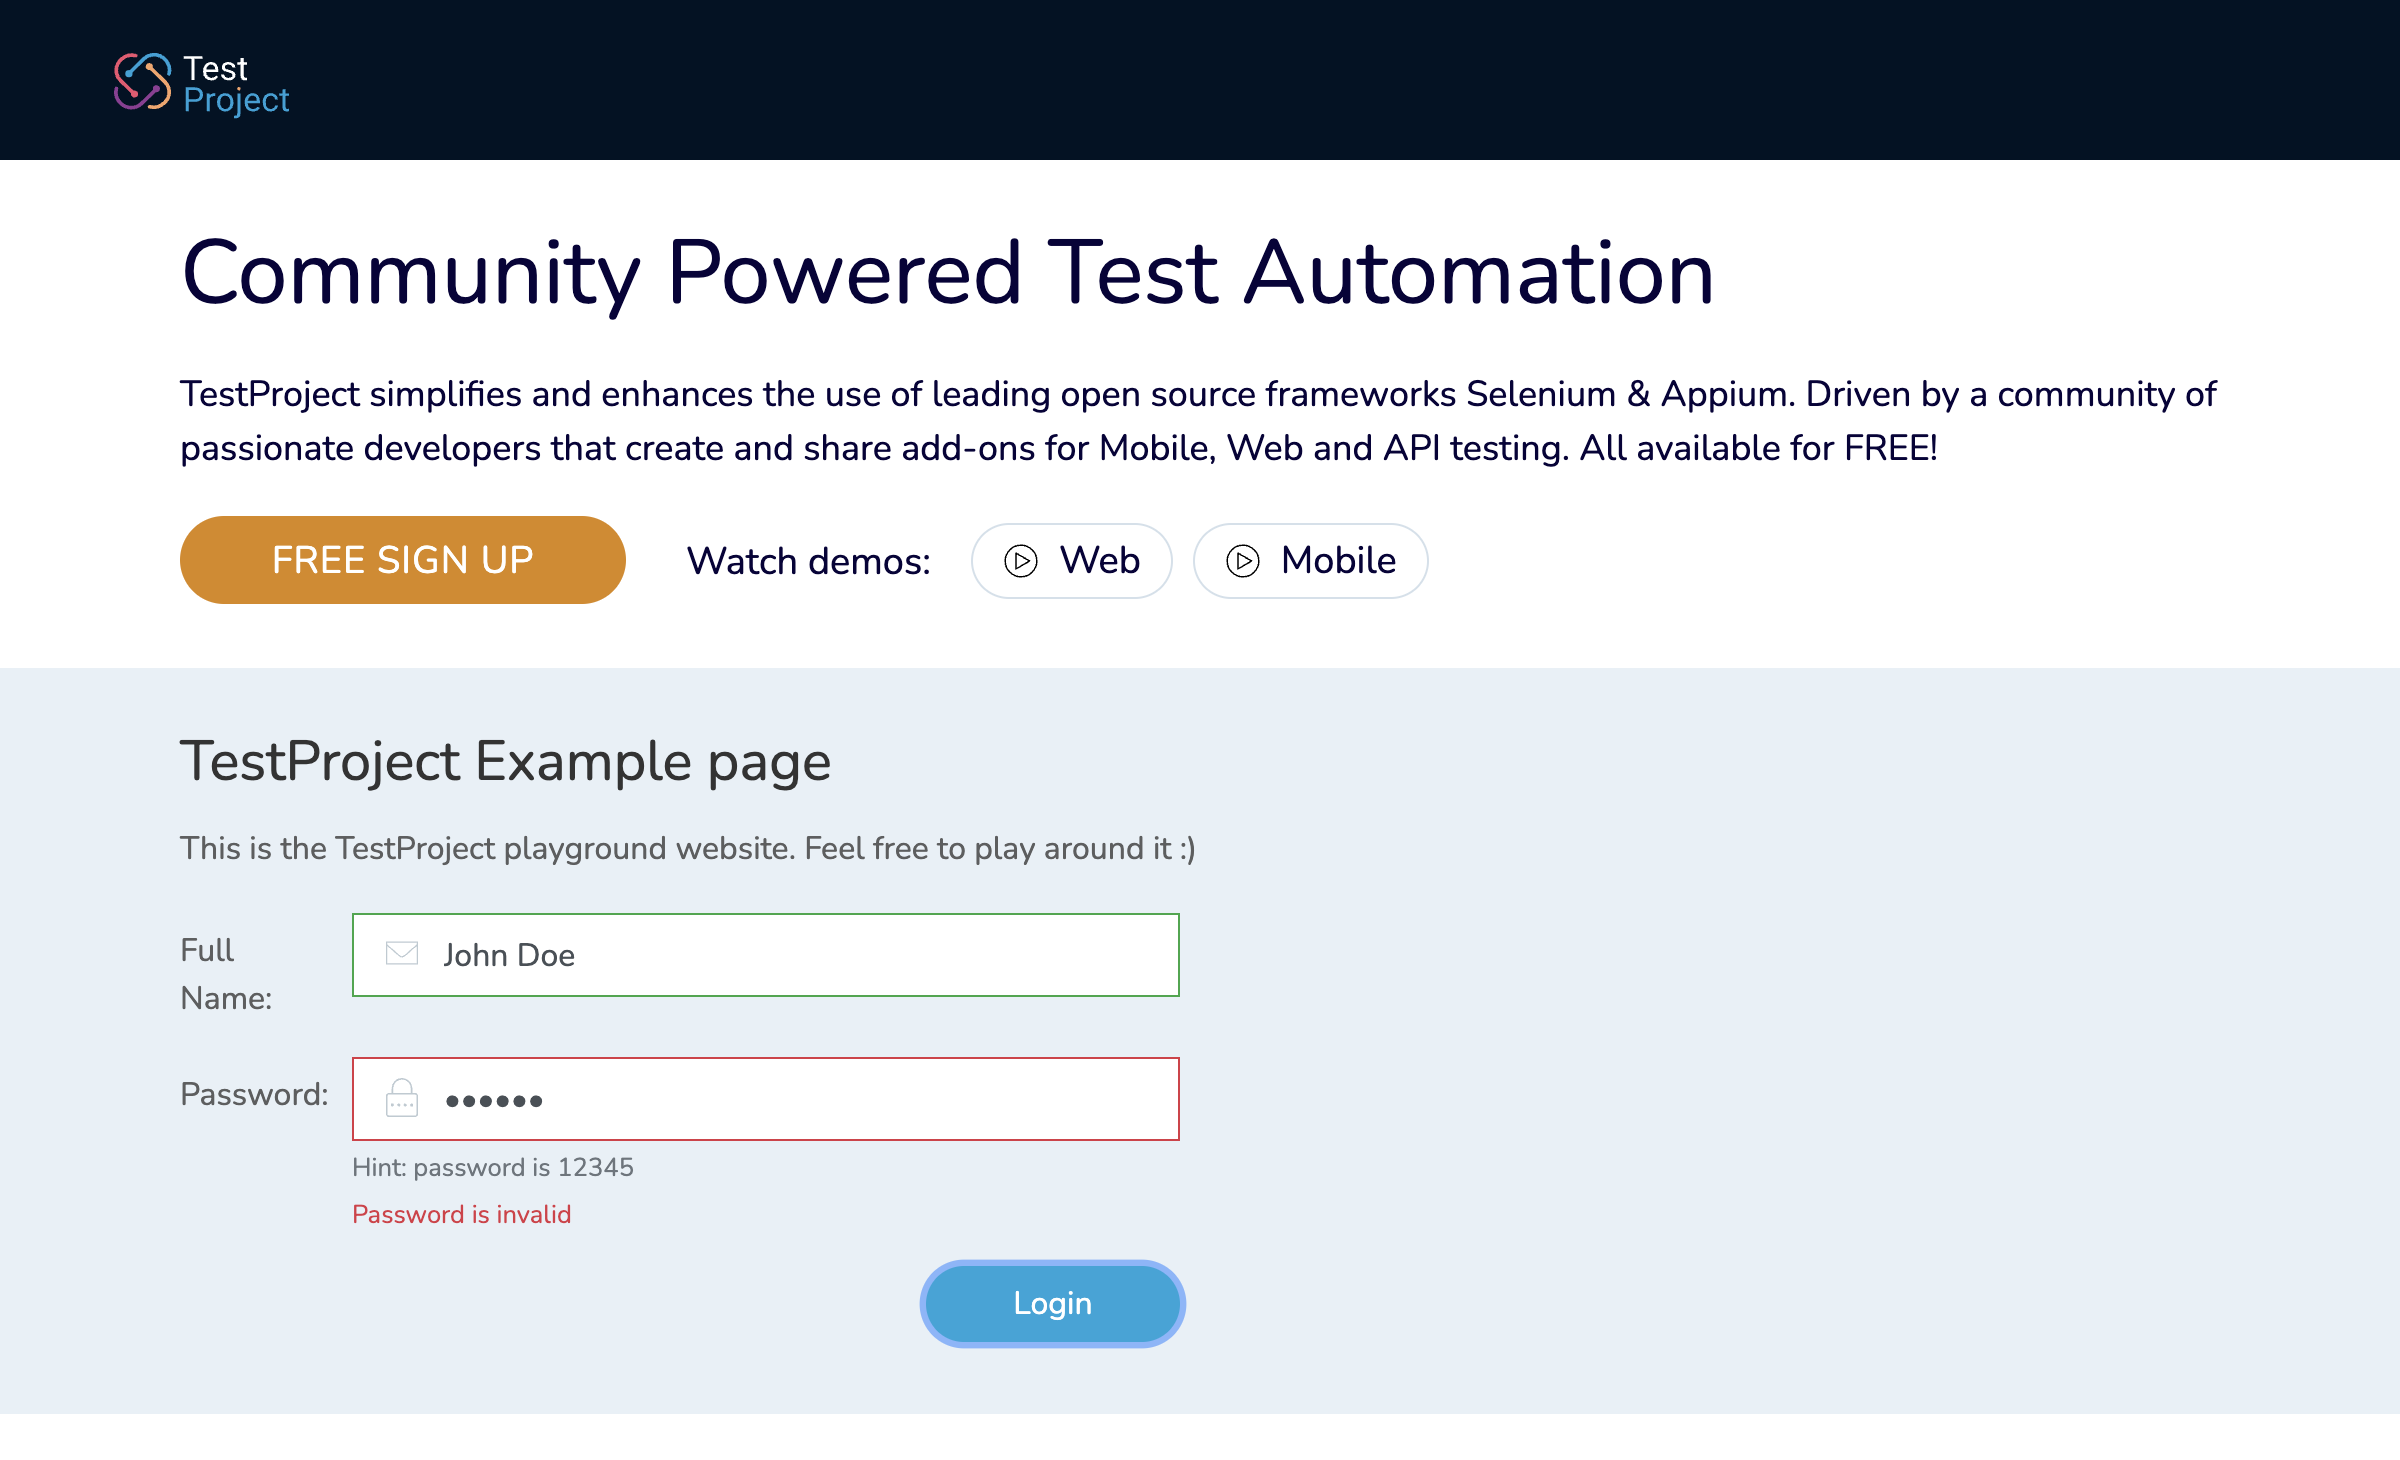 Test
Project
Community Powered Test Automation
TestProject simplifies and enhances the use of leading open source frameworks Selenium & Appium. Driven by a community of
passionate developers that create and share add-ons for Mobile, Web and API testing. All available for FREE!
FREE SIGN UP
Watch demos:
Web
Mobile
TestProject Example page
This is the TestProject playground website. Feel free to play around it :)
Full
Name:
John Doe
Password:
••••••
Hint: password is 12345
Password is invalid
Login